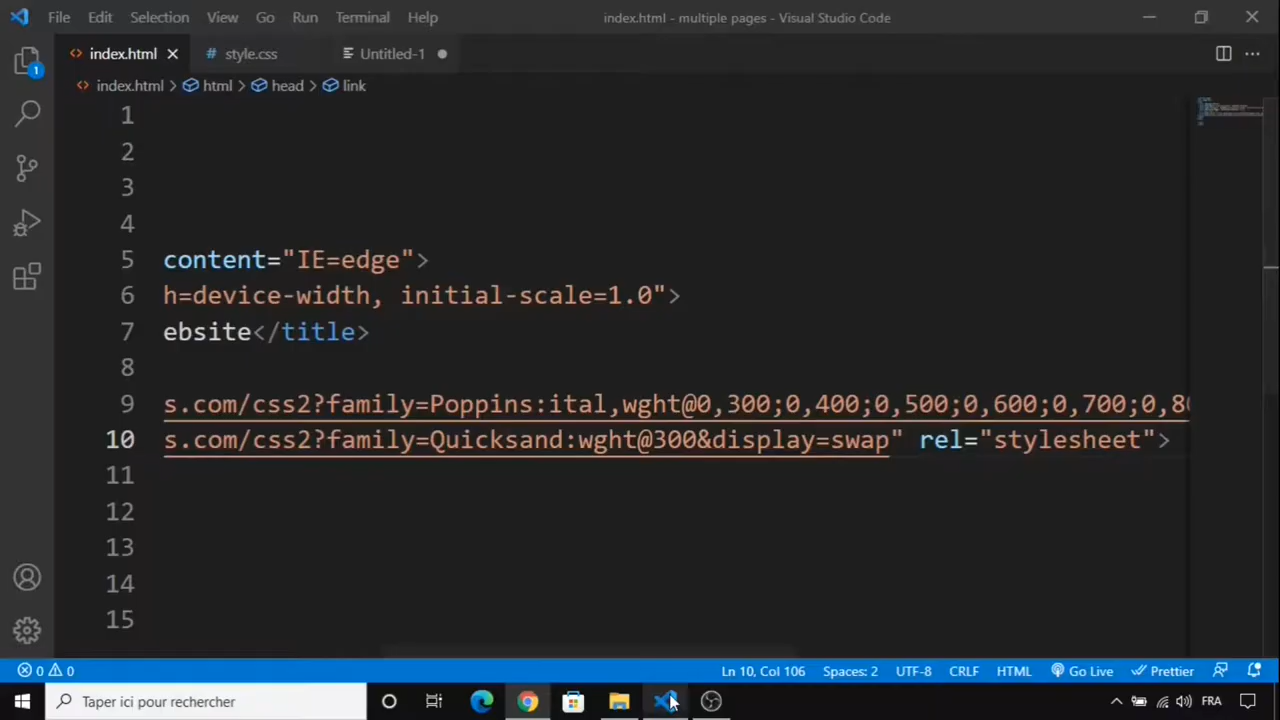 File Edit Selection View Go Run Terminal Help index.html - multiple pages - Visual Studio Code
index.html style.css Untitled-1
index.html > html > head > link
1
2
3
4
5 content="IE=edge">
6 h=device-width, initial-scale=1.0">
7 ebsite</title>
8
9 s.com/css2?family=Poppins:ital,wght@0,300;0,400;0,500;0,600;0,700;0,80
10 s.com/css2?family=Quicksand:wght@300&display=swap" rel="stylesheet">
11
12
13
14
15
1
0 0 Ln 10, Col 106 Spaces: 2 UTF-8 CRLF HTML Go Live Prettier
Taper ici pour rechercher FRA